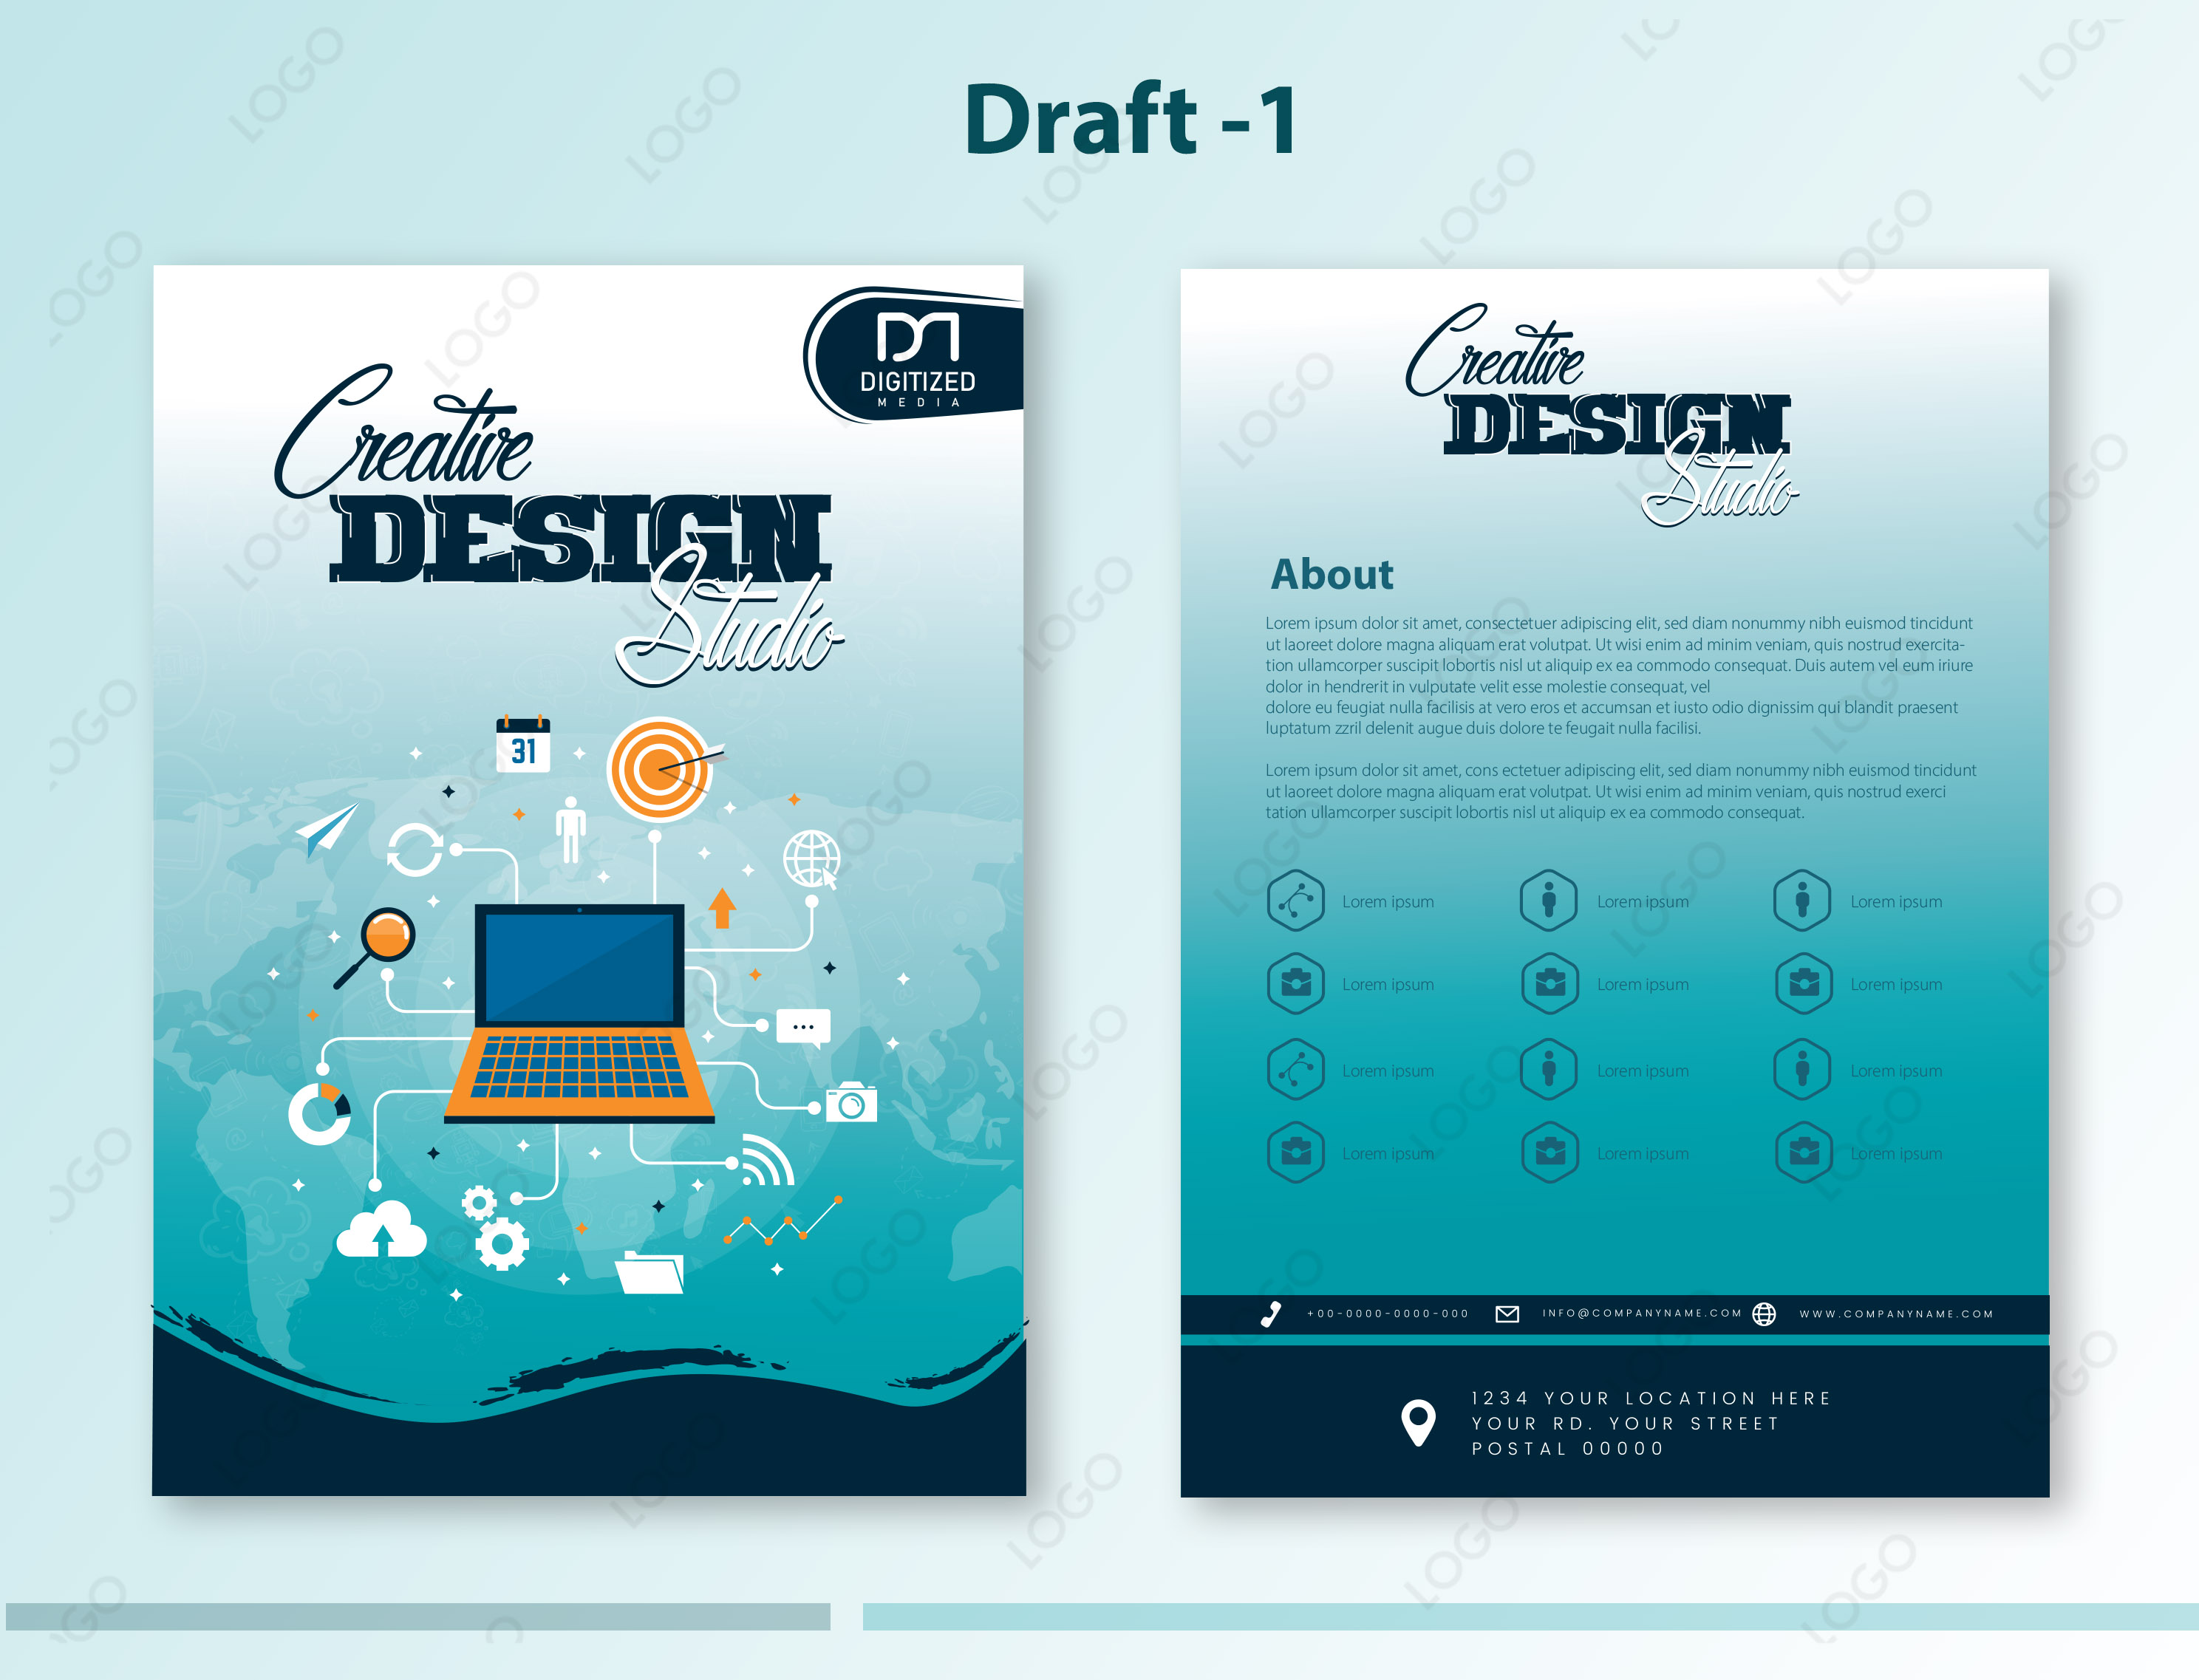 Draft -1
DIGITIZED
MEDIA
Creative
DESIGN
Studio
31
Creative
DESIGN
Studio
About
Lorem ipsum dolor sit amet, consectetuer adipiscing elit, sed diam nonummy nibh euismod tincidunt
ut laoreet dolore magna aliquam erat volutpat. Ut wisi enim ad minim veniam, quis nostrud exercita-
tion ullamcorper suscipit lobortis nisl ut aliquip ex ea commodo consequat. Duis autem vel eum iriure
dolor in hendrerit in vulputate velit esse molestie consequat, vel
dolore eu feugiat nulla facilisis at vero eros et accumsan et iusto odio dignissim qui blandit praesent
luptatum zzril delenit augue duis dolore te feugait nulla facilisi.
Lorem ipsum dolor sit amet, cons ectetuer adipiscing elit, sed diam nonummy nibh euismod tincidunt
ut laoreet dolore magna aliquam erat volutpat. Ut wisi enim ad minim veniam, quis nostrud exerci
tation ullamcorper suscipit lobortis nisl ut aliquip ex ea commodo consequat.
Lorem ipsum Lorem ipsum Lorem ipsum
Lorem ipsum Lorem ipsum Lorem ipsum
Lorem ipsum Lorem ipsum Lorem ipsum
Lorem ipsum Lorem ipsum Lorem ipsum
+00-0000-0000-000 INFO@COMPANYNAME.COM WWW.COMPANYNAME.COM
1234 YOUR LOCATION HERE
YOUR RD. YOUR STREET
POSTAL 00000
LOGO